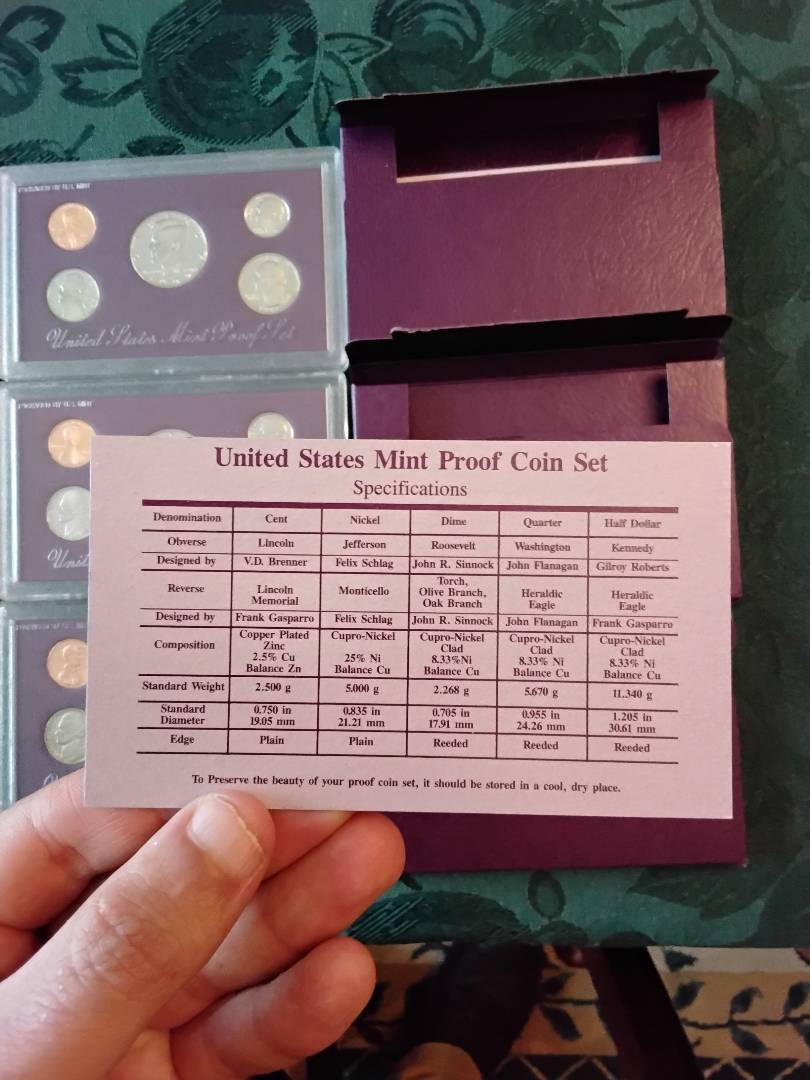 United States Mint Proof Set
United States Mint Proof Coin Set
Specifications
Denomination Cent Nickel Dime Quarter Half Dollar
Obverse Lincoln Jefferson Roosevelt Washington Kennedy
Designed by V.D. Brenner Felix Schlag John R. Sinnock John Flanagan Gilroy Roberts
Reverse Lincoln Memorial Monticello Torch, Olive Branch, Oak Branch Heraldic Eagle Heraldic Eagle
Designed by Frank Gasparro Felix Schlag John R. Sinnock John Flanagan Frank Gasparro
Composition Copper Plated Zinc 2.5% Cu Balance Zn Cupro-Nickel 25% Ni Balance Cu Cupro-Nickel Clad 8.33%Ni Balance Cu Cupro-Nickel Clad 8.33% Ni Balance Cu Cupro-Nickel Clad 8.33% Ni Balance Cu
Standard Weight 2.500 g 5.000 g 2.268 g 5.670 g 11.340 g
Standard Diameter 0.750 in 19.05 mm 0.835 in 21.21 mm 0.705 in 17.91 mm 0.955 in 24.26 mm 1.205 in 30.61 mm
Edge Plain Plain Reeded Reeded Reeded
To Preserve the beauty of your proof coin set, it should be stored in a cool, dry place.